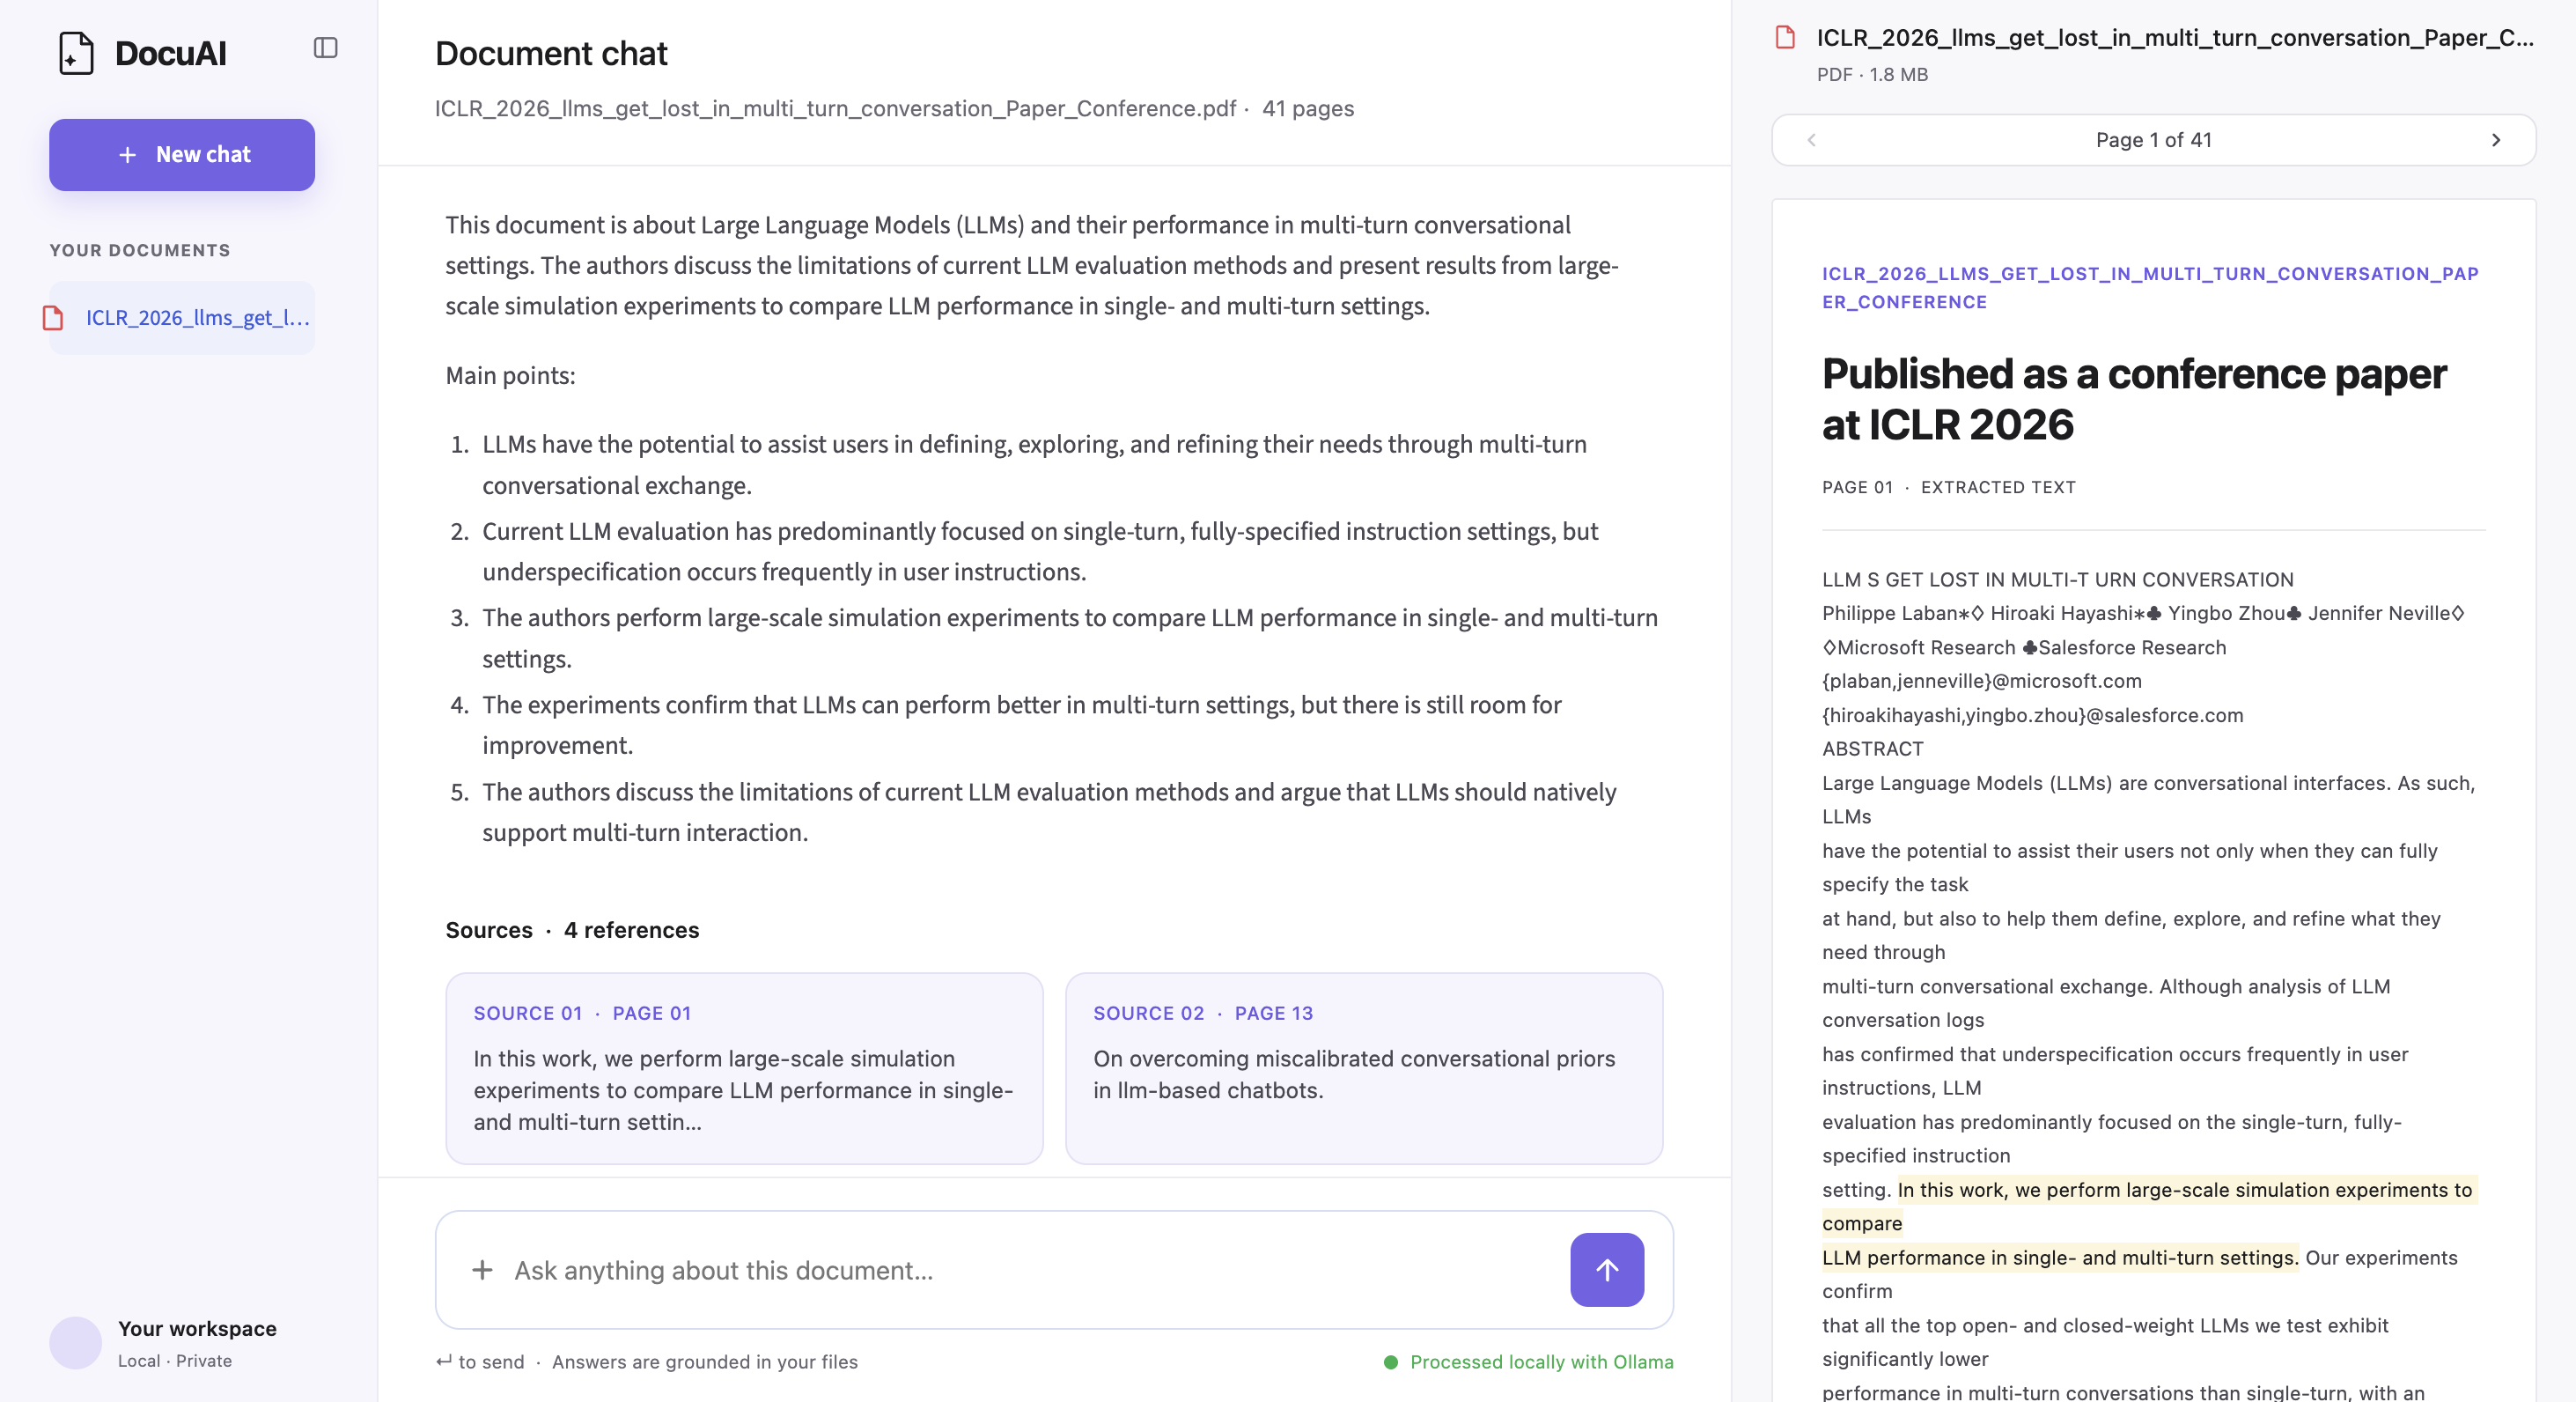 DocuAI
+ New chat
YOUR DOCUMENTS
ICLR_2026_llms_get_l...
Your workspace
Local · Private
Document chat
ICLR_2026_llms_get_lost_in_multi_turn_conversation_Paper_Conference.pdf · 41 pages
This document is about Large Language Models (LLMs) and their performance in multi-turn conversational
settings. The authors discuss the limitations of current LLM evaluation methods and present results from large-
scale simulation experiments to compare LLM performance in single- and multi-turn settings.
Main points:
1. LLMs have the potential to assist users in defining, exploring, and refining their needs through multi-turn
conversational exchange.
2. Current LLM evaluation has predominantly focused on single-turn, fully-specified instruction settings, but
underspecification occurs frequently in user instructions.
3. The authors perform large-scale simulation experiments to compare LLM performance in single- and multi-turn
settings.
4. The experiments confirm that LLMs can perform better in multi-turn settings, but there is still room for
improvement.
5. The authors discuss the limitations of current LLM evaluation methods and argue that LLMs should natively
support multi-turn interaction.
Sources · 4 references
SOURCE 01 · PAGE 01
In this work, we perform large-scale simulation
experiments to compare LLM performance in single-
and multi-turn settin...
SOURCE 02 · PAGE 13
On overcoming miscalibrated conversational priors
in llm-based chatbots.
+ Ask anything about this document...
↵ to send · Answers are grounded in your files
Processed locally with Ollama
ICLR_2026_llms_get_lost_in_multi_turn_conversation_Paper_C...
PDF · 1.8 MB
Page 1 of 41
ICLR_2026_LLMS_GET_LOST_IN_MULTI_TURN_CONVERSATION_PAP
ER_CONFERENCE
Published as a conference paper
at ICLR 2026
PAGE 01 · EXTRACTED TEXT
LLM S GET LOST IN MULTI-T URN CONVERSATION
Philippe Laban∗◊ Hiroaki Hayashi∗♣ Yingbo Zhou♣ Jennifer Neville◊
◊Microsoft Research ♣Salesforce Research
{plaban,jenneville}@microsoft.com
{hiroakihayashi,yingbo.zhou}@salesforce.com
ABSTRACT
Large Language Models (LLMs) are conversational interfaces. As such,
LLMs
have the potential to assist their users not only when they can fully
specify the task
at hand, but also to help them define, explore, and refine what they
need through
multi-turn conversational exchange. Although analysis of LLM
conversation logs
has confirmed that underspecification occurs frequently in user
instructions, LLM
evaluation has predominantly focused on the single-turn, fully-
specified instruction
setting. In this work, we perform large-scale simulation experiments to
compare
LLM performance in single- and multi-turn settings. Our experiments
confirm
that all the top open- and closed-weight LLMs we test exhibit
significantly lower
performance in multi-turn conversations than single-turn, with an